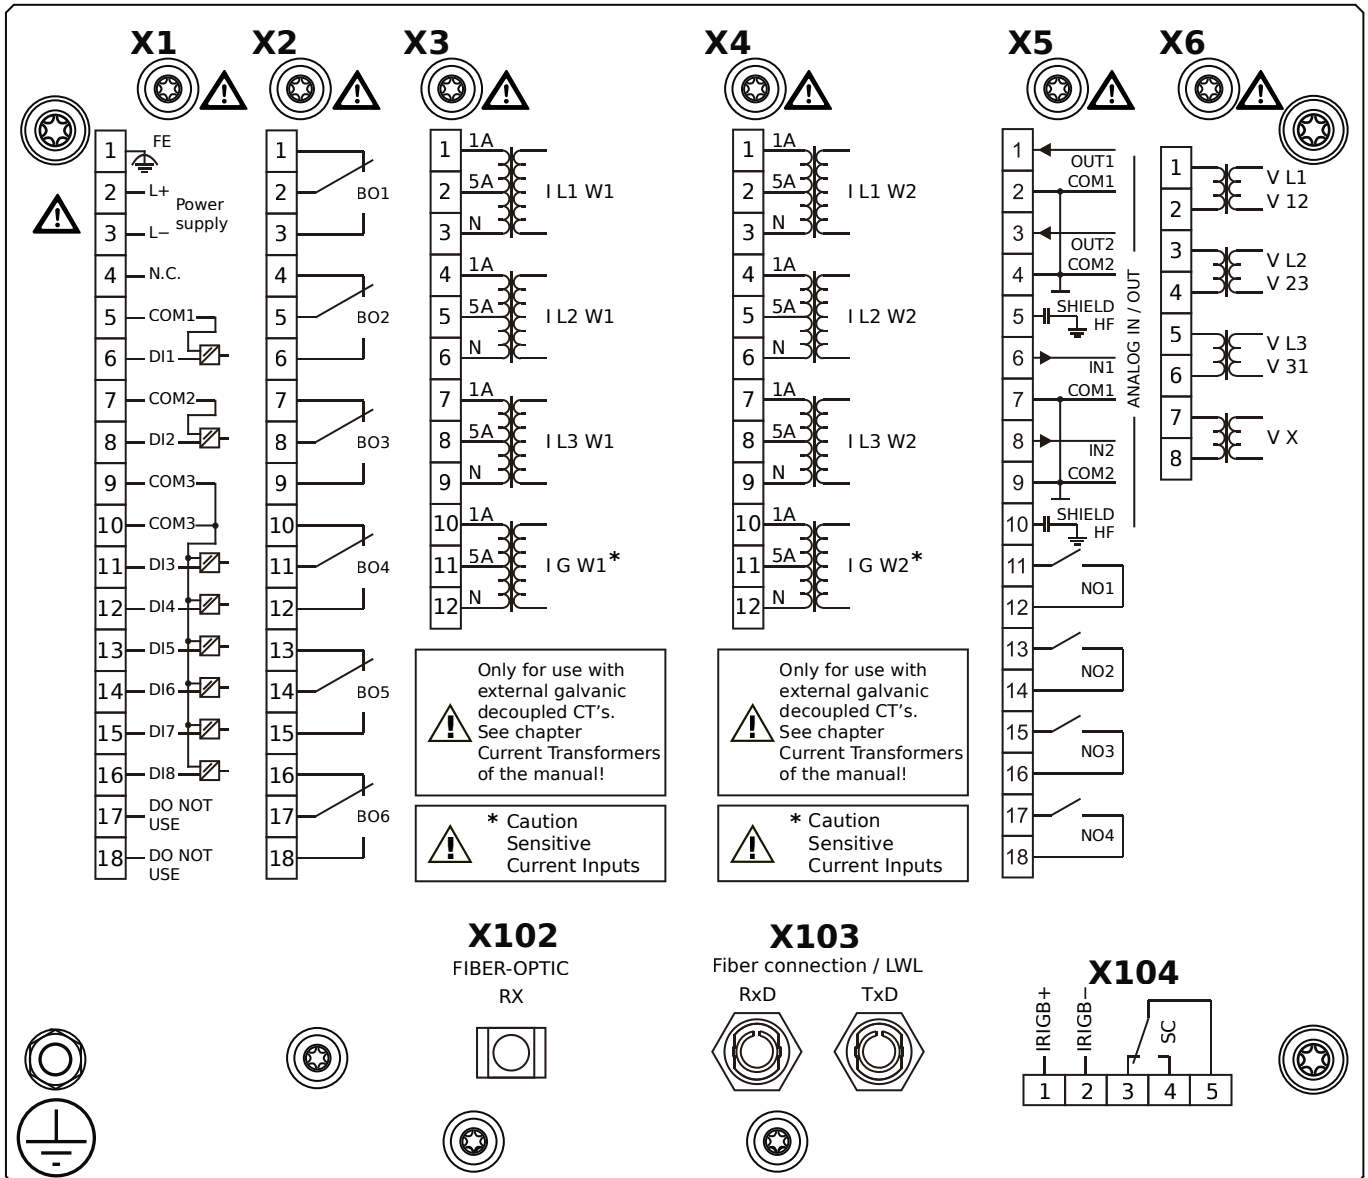 X1
X2
X3
X4
X5
X6
1 FE
2 L+
Power
supply
3 L−
4 N.C.
5 COM1
6 DI1
7 COM2
8 DI2
9 COM3
10 COM3
11 DI3
12 DI4
13 DI5
14 DI6
15 DI7
16 DI8
17 DO NOT
USE
18 DO NOT
USE
1
2 BO1
3
4
5 BO2
6
7
8 BO3
9
10
11 BO4
12
13
14 BO5
15
16
17 BO6
18
1 1A
2 5A I L1 W1
3 N
4 1A
5 5A I L2 W1
6 N
7 1A
8 5A I L3 W1
9 N
10 1A
11 5A I G W1*
12 N
Only for use with
external galvanic
decoupled CT's.
See chapter
Current Transformers
of the manual!
* Caution
Sensitive
Current Inputs
1 1A
2 5A I L1 W2
3 N
4 1A
5 5A I L2 W2
6 N
7 1A
8 5A I L3 W2
9 N
10 1A
11 5A I G W2*
12 N
Only for use with
external galvanic
decoupled CT's.
See chapter
Current Transformers
of the manual!
* Caution
Sensitive
Current Inputs
1 OUT1
2 COM1
3 OUT2
4 COM2
5 SHIELD
HF
6 IN1
7 COM1
8 IN2
9 COM2
10 SHIELD
HF
ANALOG IN / OUT
11
NO1
12
13
NO2
14
15
NO3
16
17
NO4
18
1 V L1
2 V 12
3 V L2
4 V 23
5 V L3
6 V 31
7 V X
8
X102
FIBER-OPTIC
RX
X103
Fiber connection / LWL
RxD TxD
X104
IRIGB+
IRIGB−
SC
1 2 3 4 5